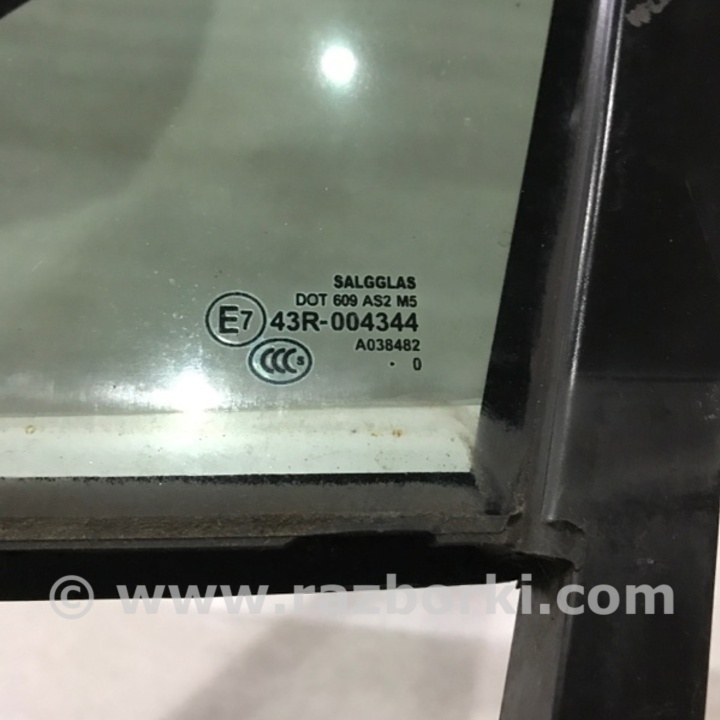 SALGGLAS
DOT 609 AS2 M5
E7 43R-004344
A038482
CCC S
· 0
© www.razborki.com